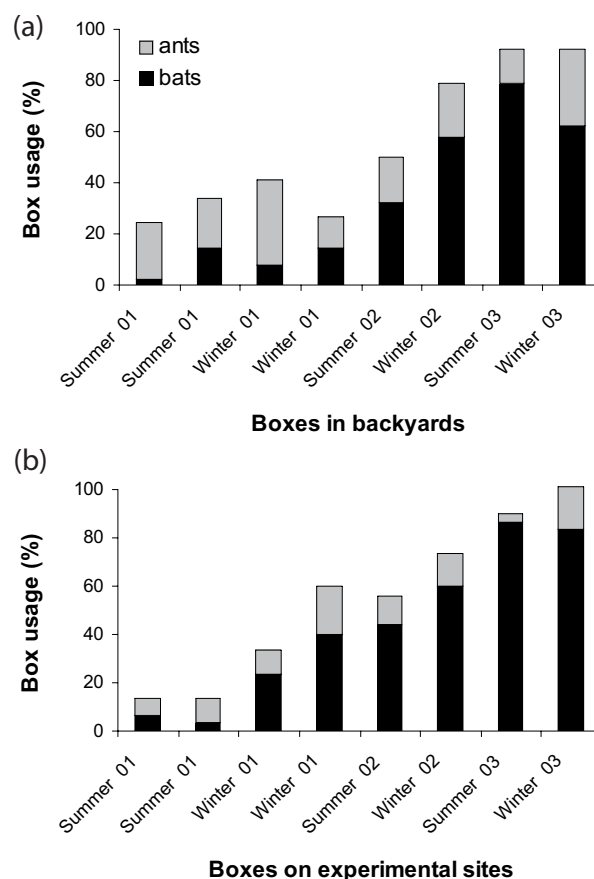 (a)
100
80
60
40
20
0
Box usage (%)
ants
bats
Summer 01
Summer 01
Winter 01
Winter 01
Summer 02
Winter 02
Summer 03
Winter 03
Boxes in backyards
(b)
100
80
60
40
20
0
Box usage (%)
Summer 01
Summer 01
Winter 01
Winter 01
Summer 02
Winter 02
Summer 03
Winter 03
Boxes on experimental sites